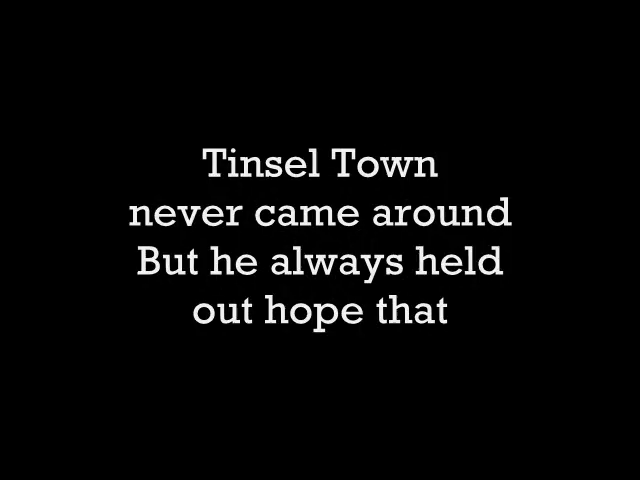 Tinsel Town
never came around
But he always held
out hope that